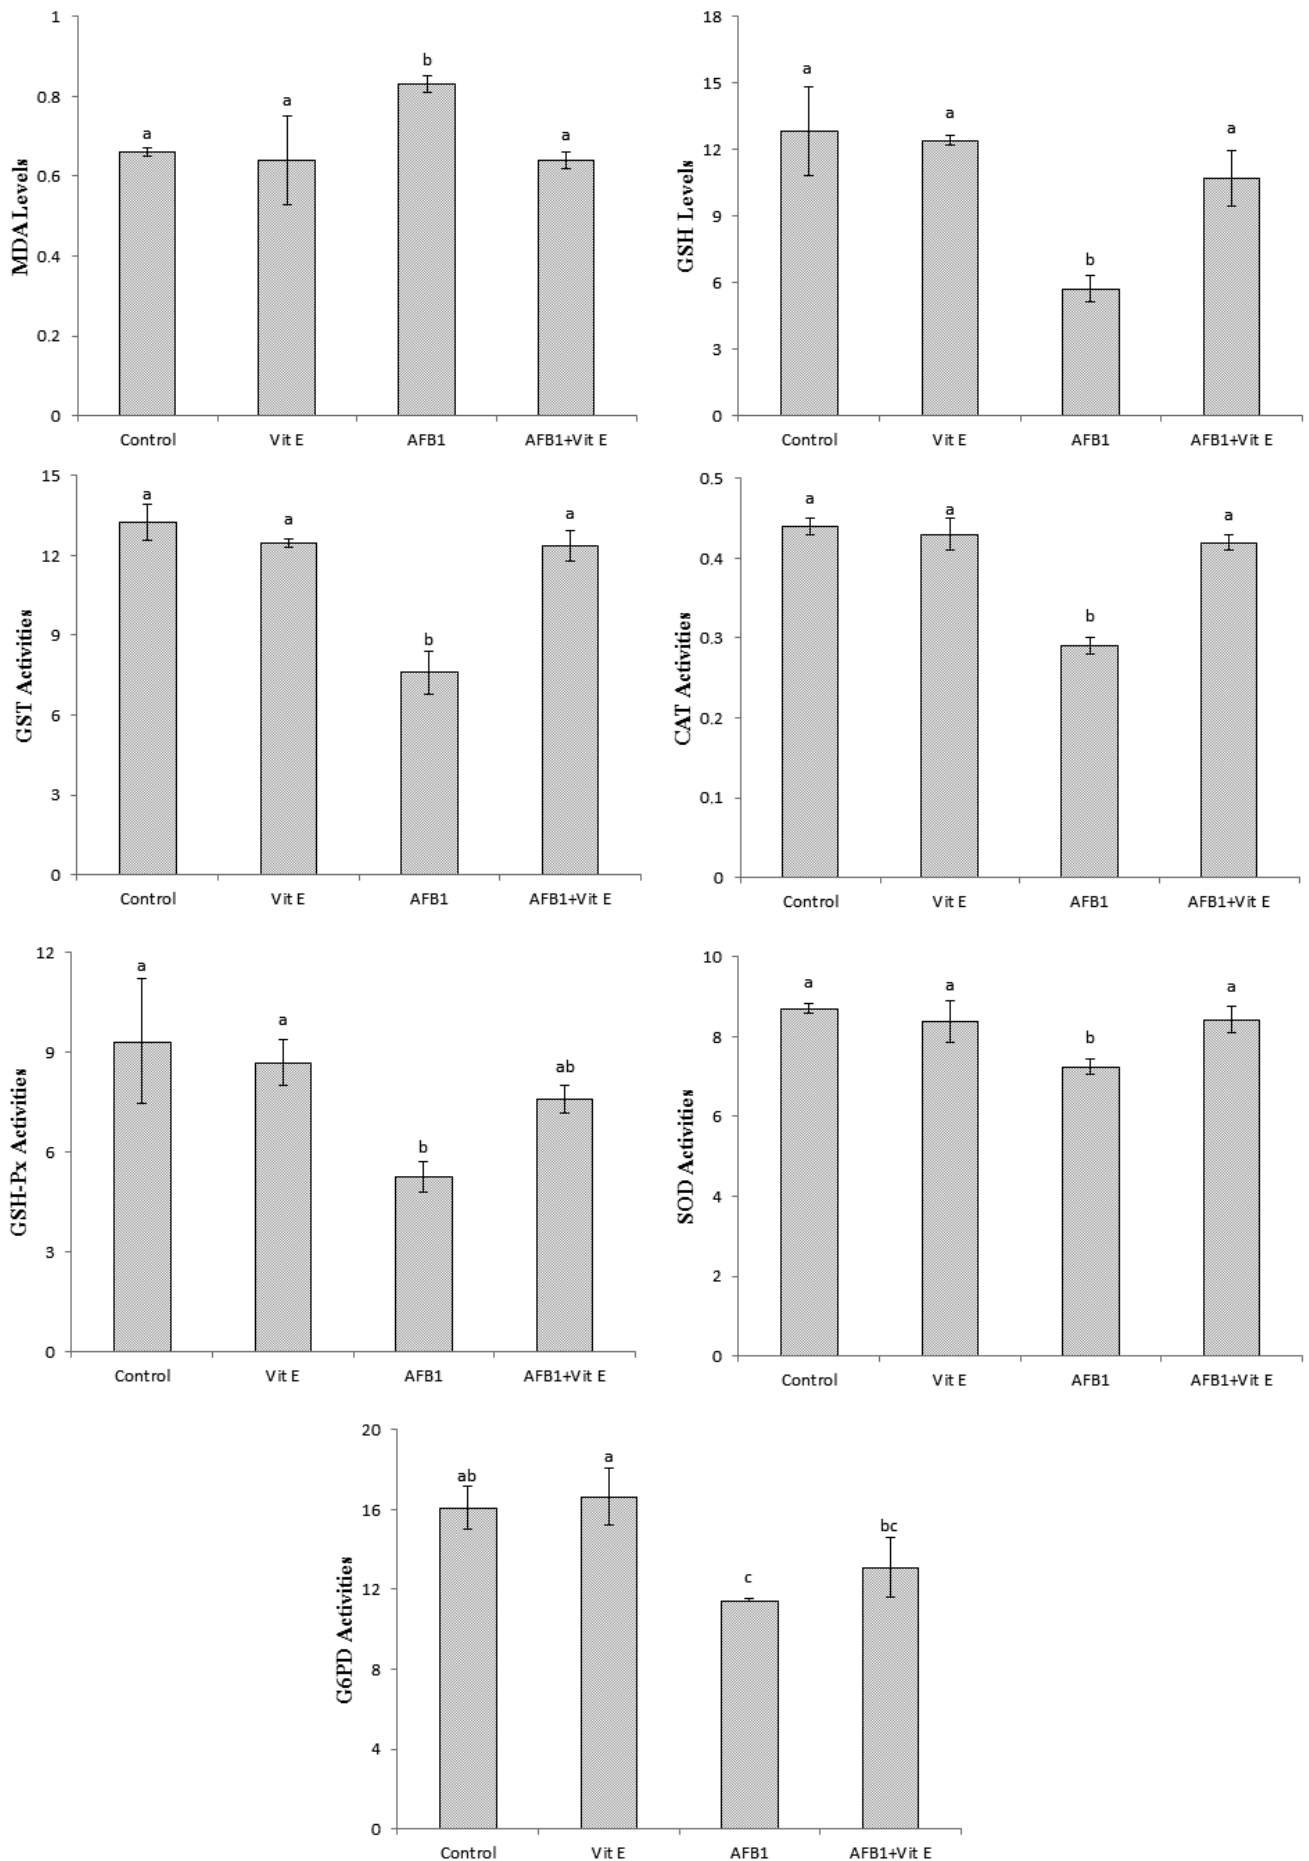 1
0.8
0.6
0.4
0.2
0
MDA Levels
a
a
b
a
Control Vit E AFB1 AFB1+Vit E
18
15
12
9
6
3
0
GSH Levels
a
a
b
a
Control Vit E AFB1 AFB1+Vit E
15
12
9
6
3
0
GST Activities
a
a
b
a
Control Vit E AFB1 AFB1+Vit E
0.5
0.4
0.3
0.2
0.1
0
CAT Activities
a
a
b
a
Control Vit E AFB1 AFB1+Vit E
12
9
6
3
0
GSH-Px Activities
a
a
b
ab
Control Vit E AFB1 AFB1+Vit E
10
8
6
4
2
0
SOD Activities
a
a
b
a
Control Vit E AFB1 AFB1+Vit E
20
16
12
8
4
0
G6PD Activities
ab
a
c
bc
Control Vit E AFB1 AFB1+Vit E